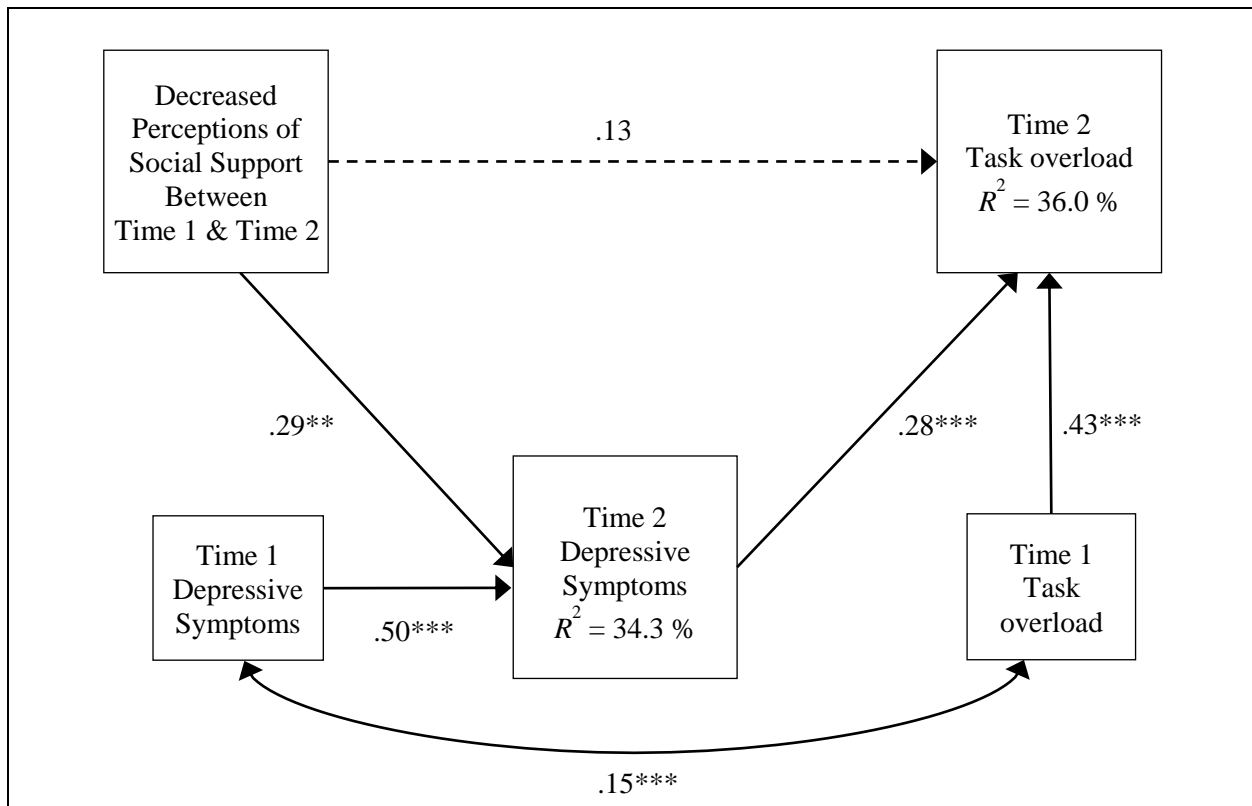 Decreased
Perceptions of
Social Support
Between
Time 1 & Time 2
.13
Time 2
Task overload
R² = 36.0 %
.29**
.28***
.43***
Time 1
Depressive
Symptoms
.50***
Time 2
Depressive
Symptoms
R² = 34.3 %
Time 1
Task
overload
.15***